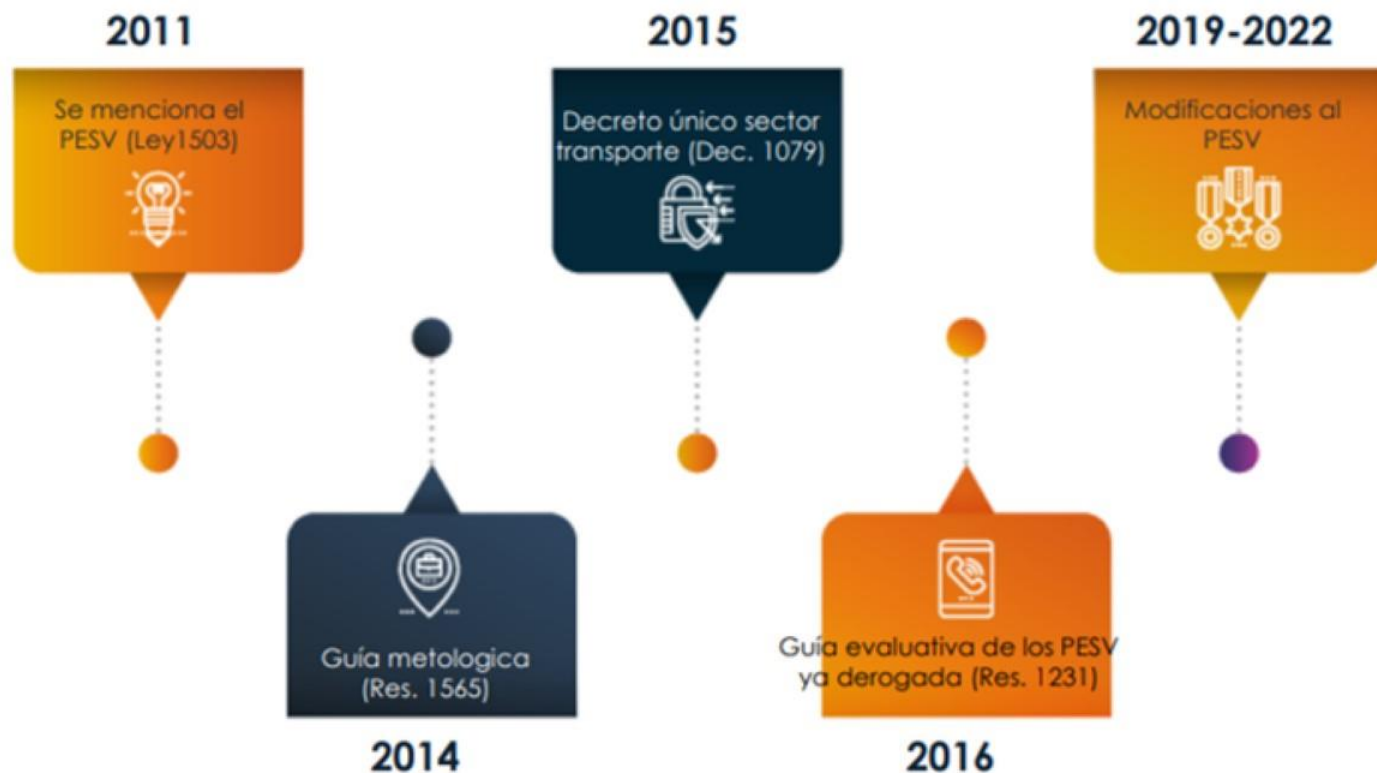 2011
Se menciona el
PESV (Ley1503)
2014
Guía metologica
(Res. 1565)
2015
Decreto único sector
transporte (Dec. 1079)
2016
Guía evaluativa de los PESV
ya derogada (Res. 1231)
2019-2022
Modificaciones al
PESV